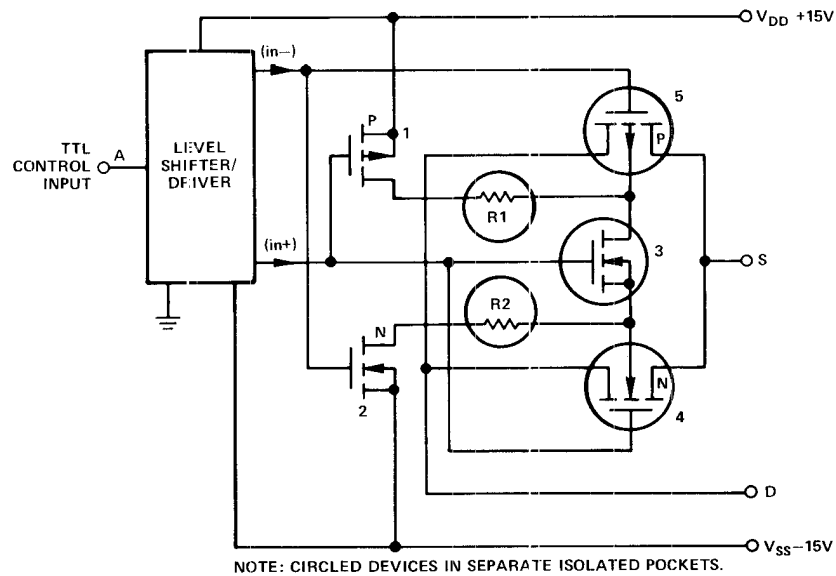 V_DD +15V
(in−)
5
P
1
P
TTL
CONTROL
INPUT
A
LEVEL
SHIFTER/
DRIVER
R1
(in+)
3
S
R2
N
N
2
4
D
V_SS −15V
NOTE: CIRCLED DEVICES IN SEPARATE ISOLATED POCKETS.